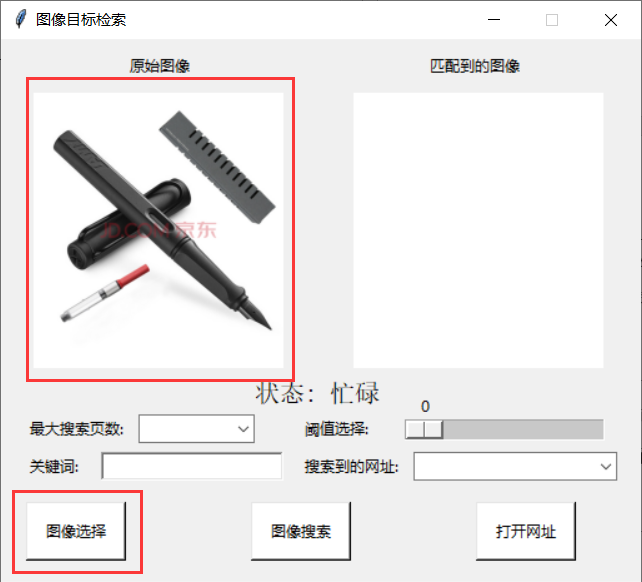 图像目标检索
原始图像
匹配到的图像
JD.COM 京东
状态: 忙碌
0
最大搜索页数:
阈值选择:
关键词:
搜索到的网址:
图像选择
图像搜索
打开网址